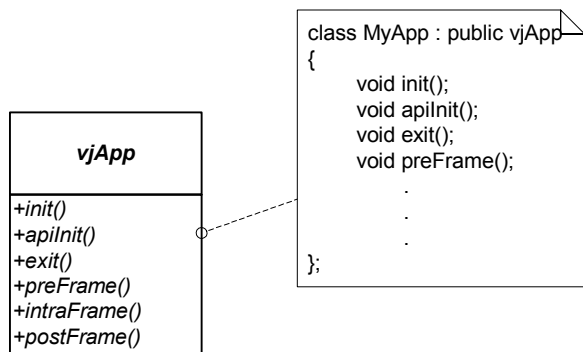 vjApp
+init()
+apiInit()
+exit()
+preFrame()
+intraFrame()
+postFrame()
class MyApp : public vjApp
{
void init();
void apiInit();
void exit();
void preFrame();
.
.
.
};